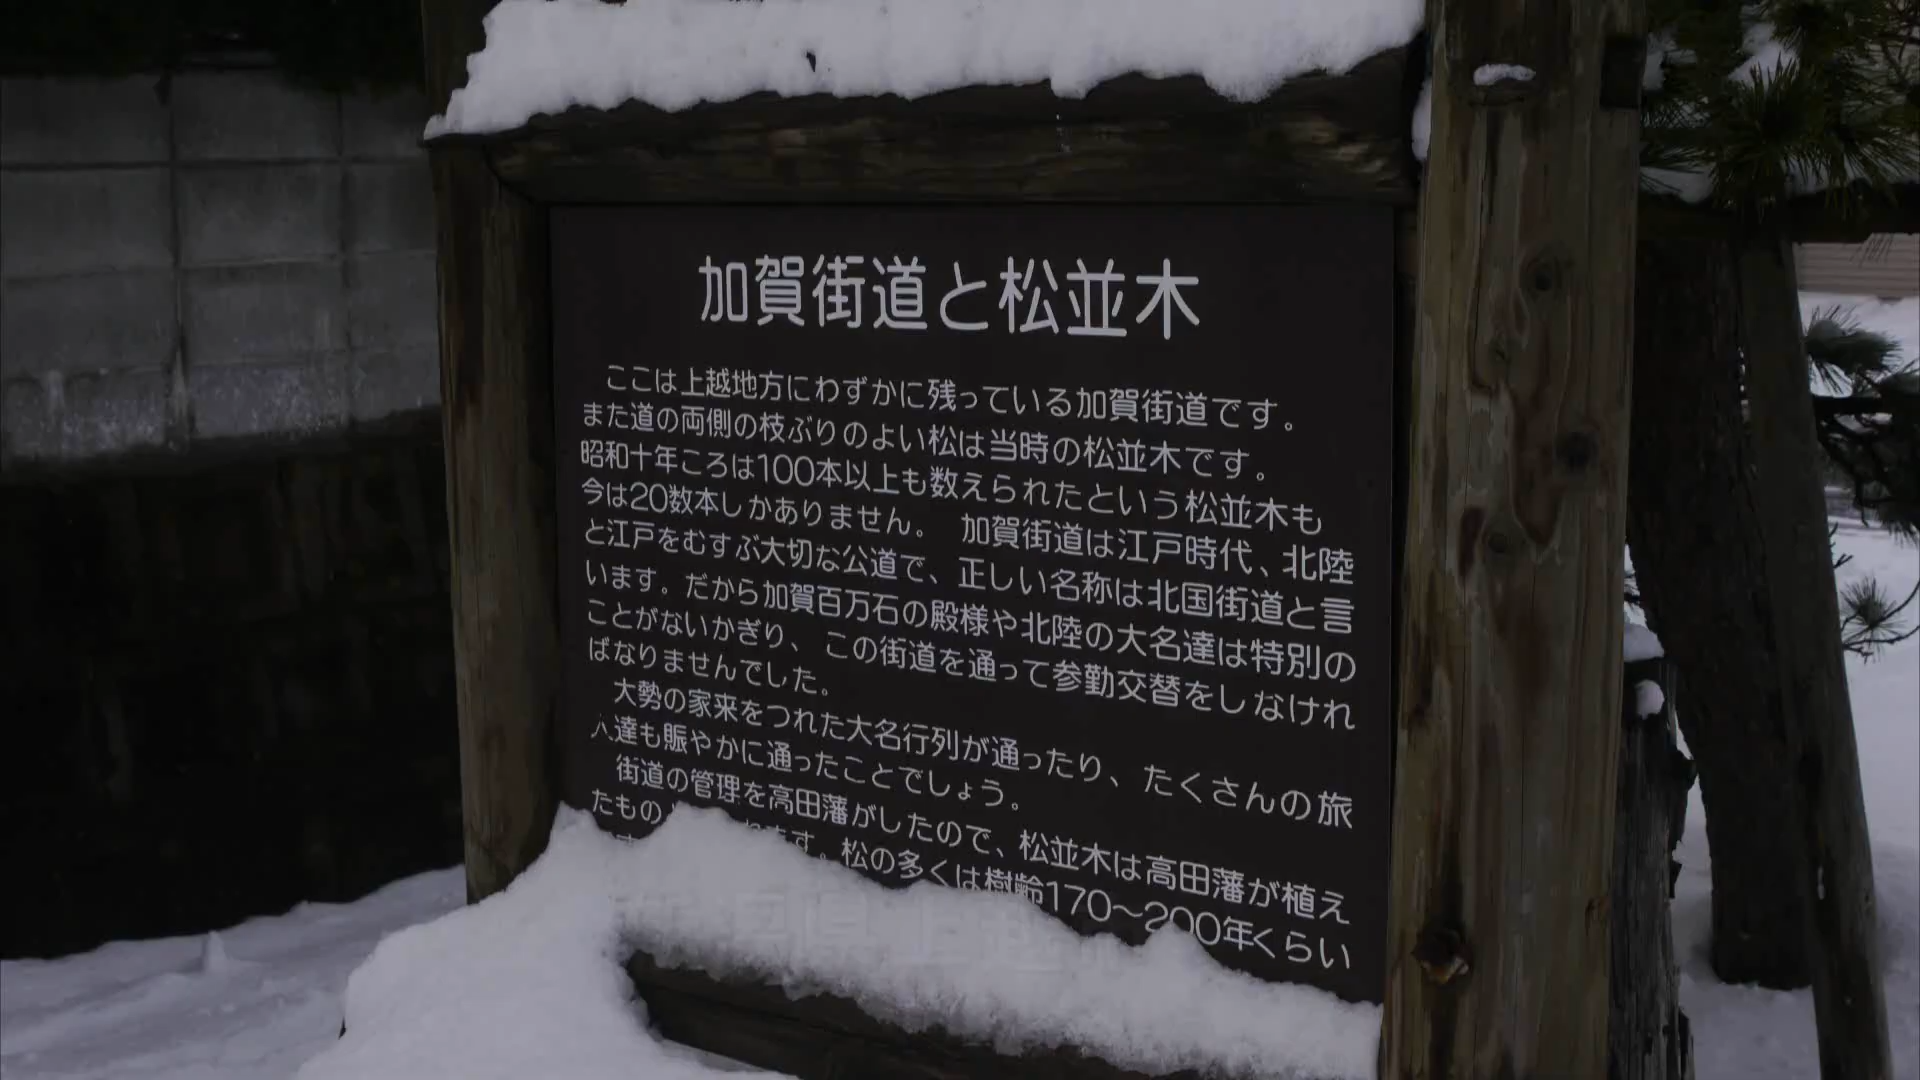 加賀街道と松並木
ここは上越地方にわずかに残っている加賀街道です。
また道の両側の枝ぶりのよい松は当時の松並木です。
昭和十年ころは100本以上も数えられたという松並木も
今は20数本しかありません。 加賀街道は江戸時代、北陸
と江戸をむすぶ大切な公道で、正しい名称は北国街道と言
います。だから加賀百万石の殿様や北陸の大名達は特別の
ことがないかぎり、この街道を通って参勤交替をしなけれ
ばなりませんでした。
大勢の家来をつれた大名行列が通ったり、たくさんの旅
人達も賑やかに通ったことでしょう。
街道の管理を高田藩がしたので、松並木は高田藩が植え
たもの ます。松の多くは樹齢170～200年くらい